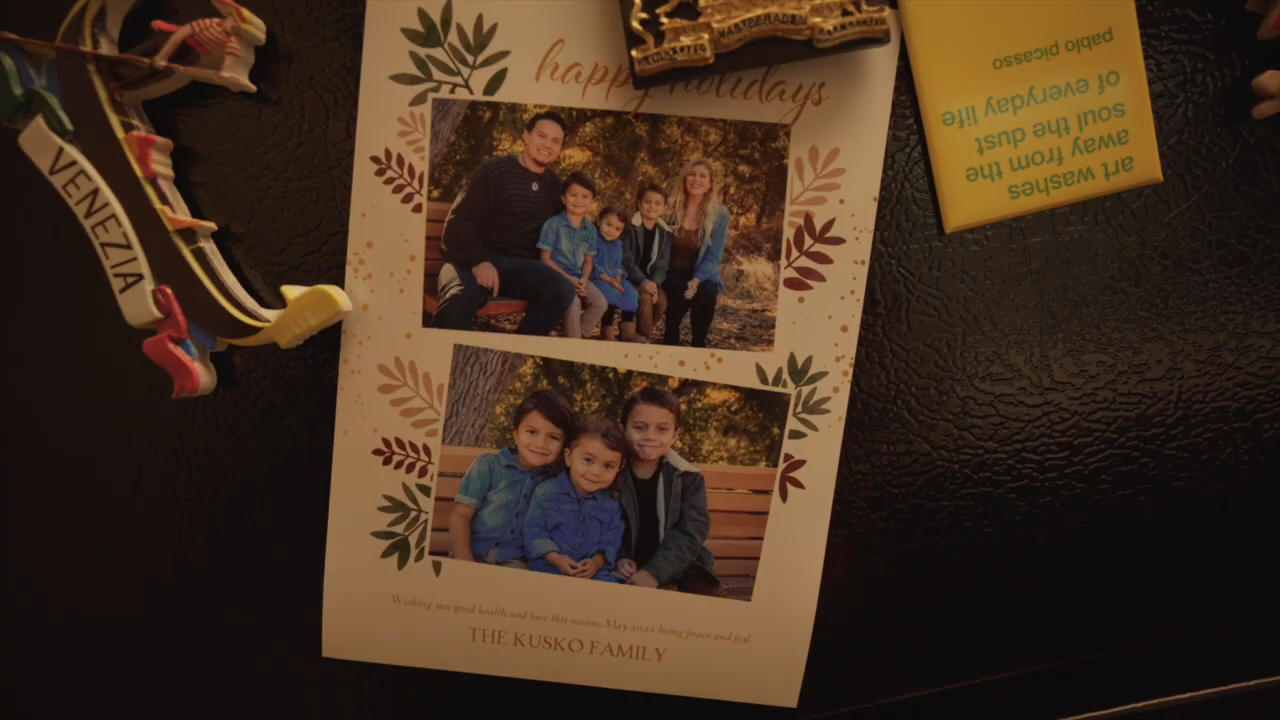 VENEZIA
happy holidays
VASTBERADEN
Wishing you good health and love this season. May 2021 bring peace and joy!
THE KUSKO FAMILY
art washes
away from the
soul the dust
of everyday life
pablo picasso